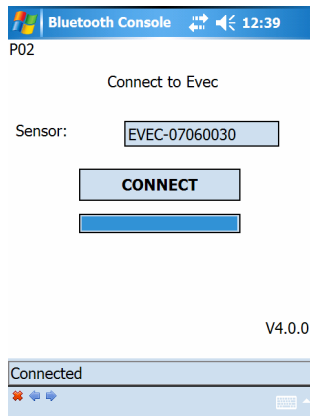 Bluetooth Console 12:39
P02
Connect to Evec
Sensor: EVEC-07060030
CONNECT
V4.0.0
Connected